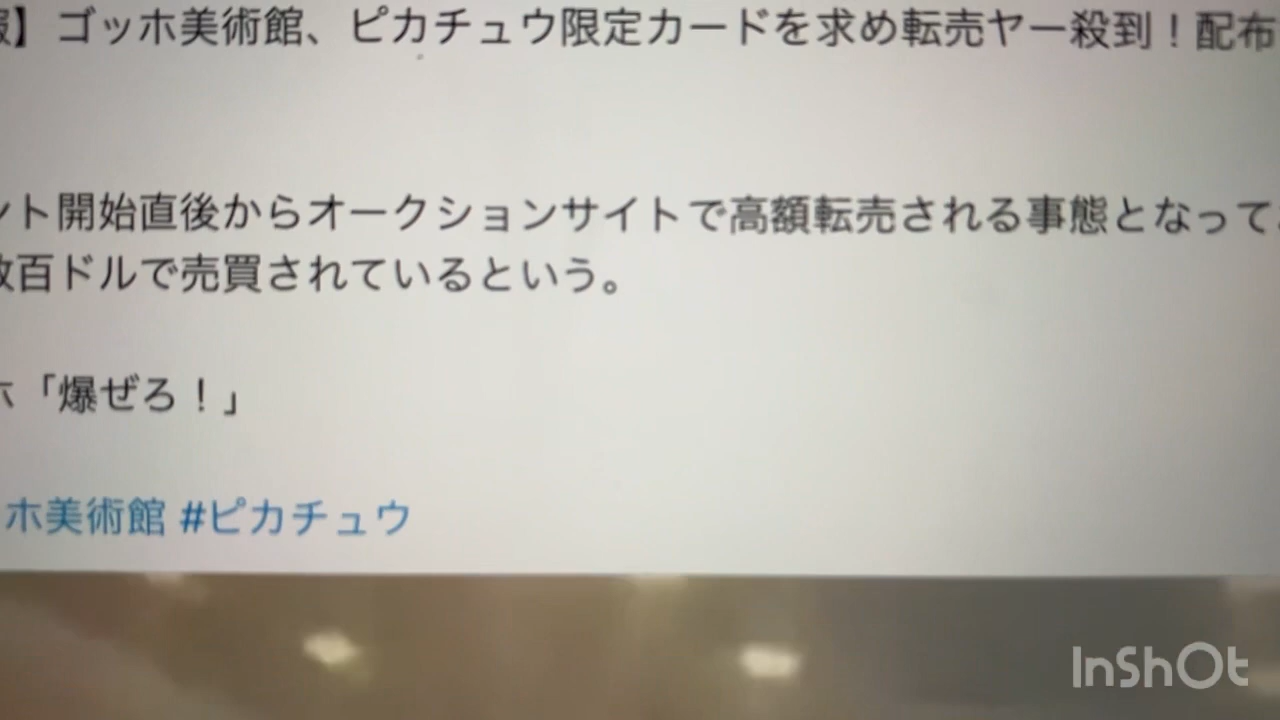 報】ゴッホ美術館、ピカチュウ限定カードを求め転売ヤー殺到！配布
ント開始直後からオークションサイトで高額転売される事態となって
数百ドルで売買されているという。
ホ「爆ぜろ！」
ホ美術館 #ピカチュウ
InShOt